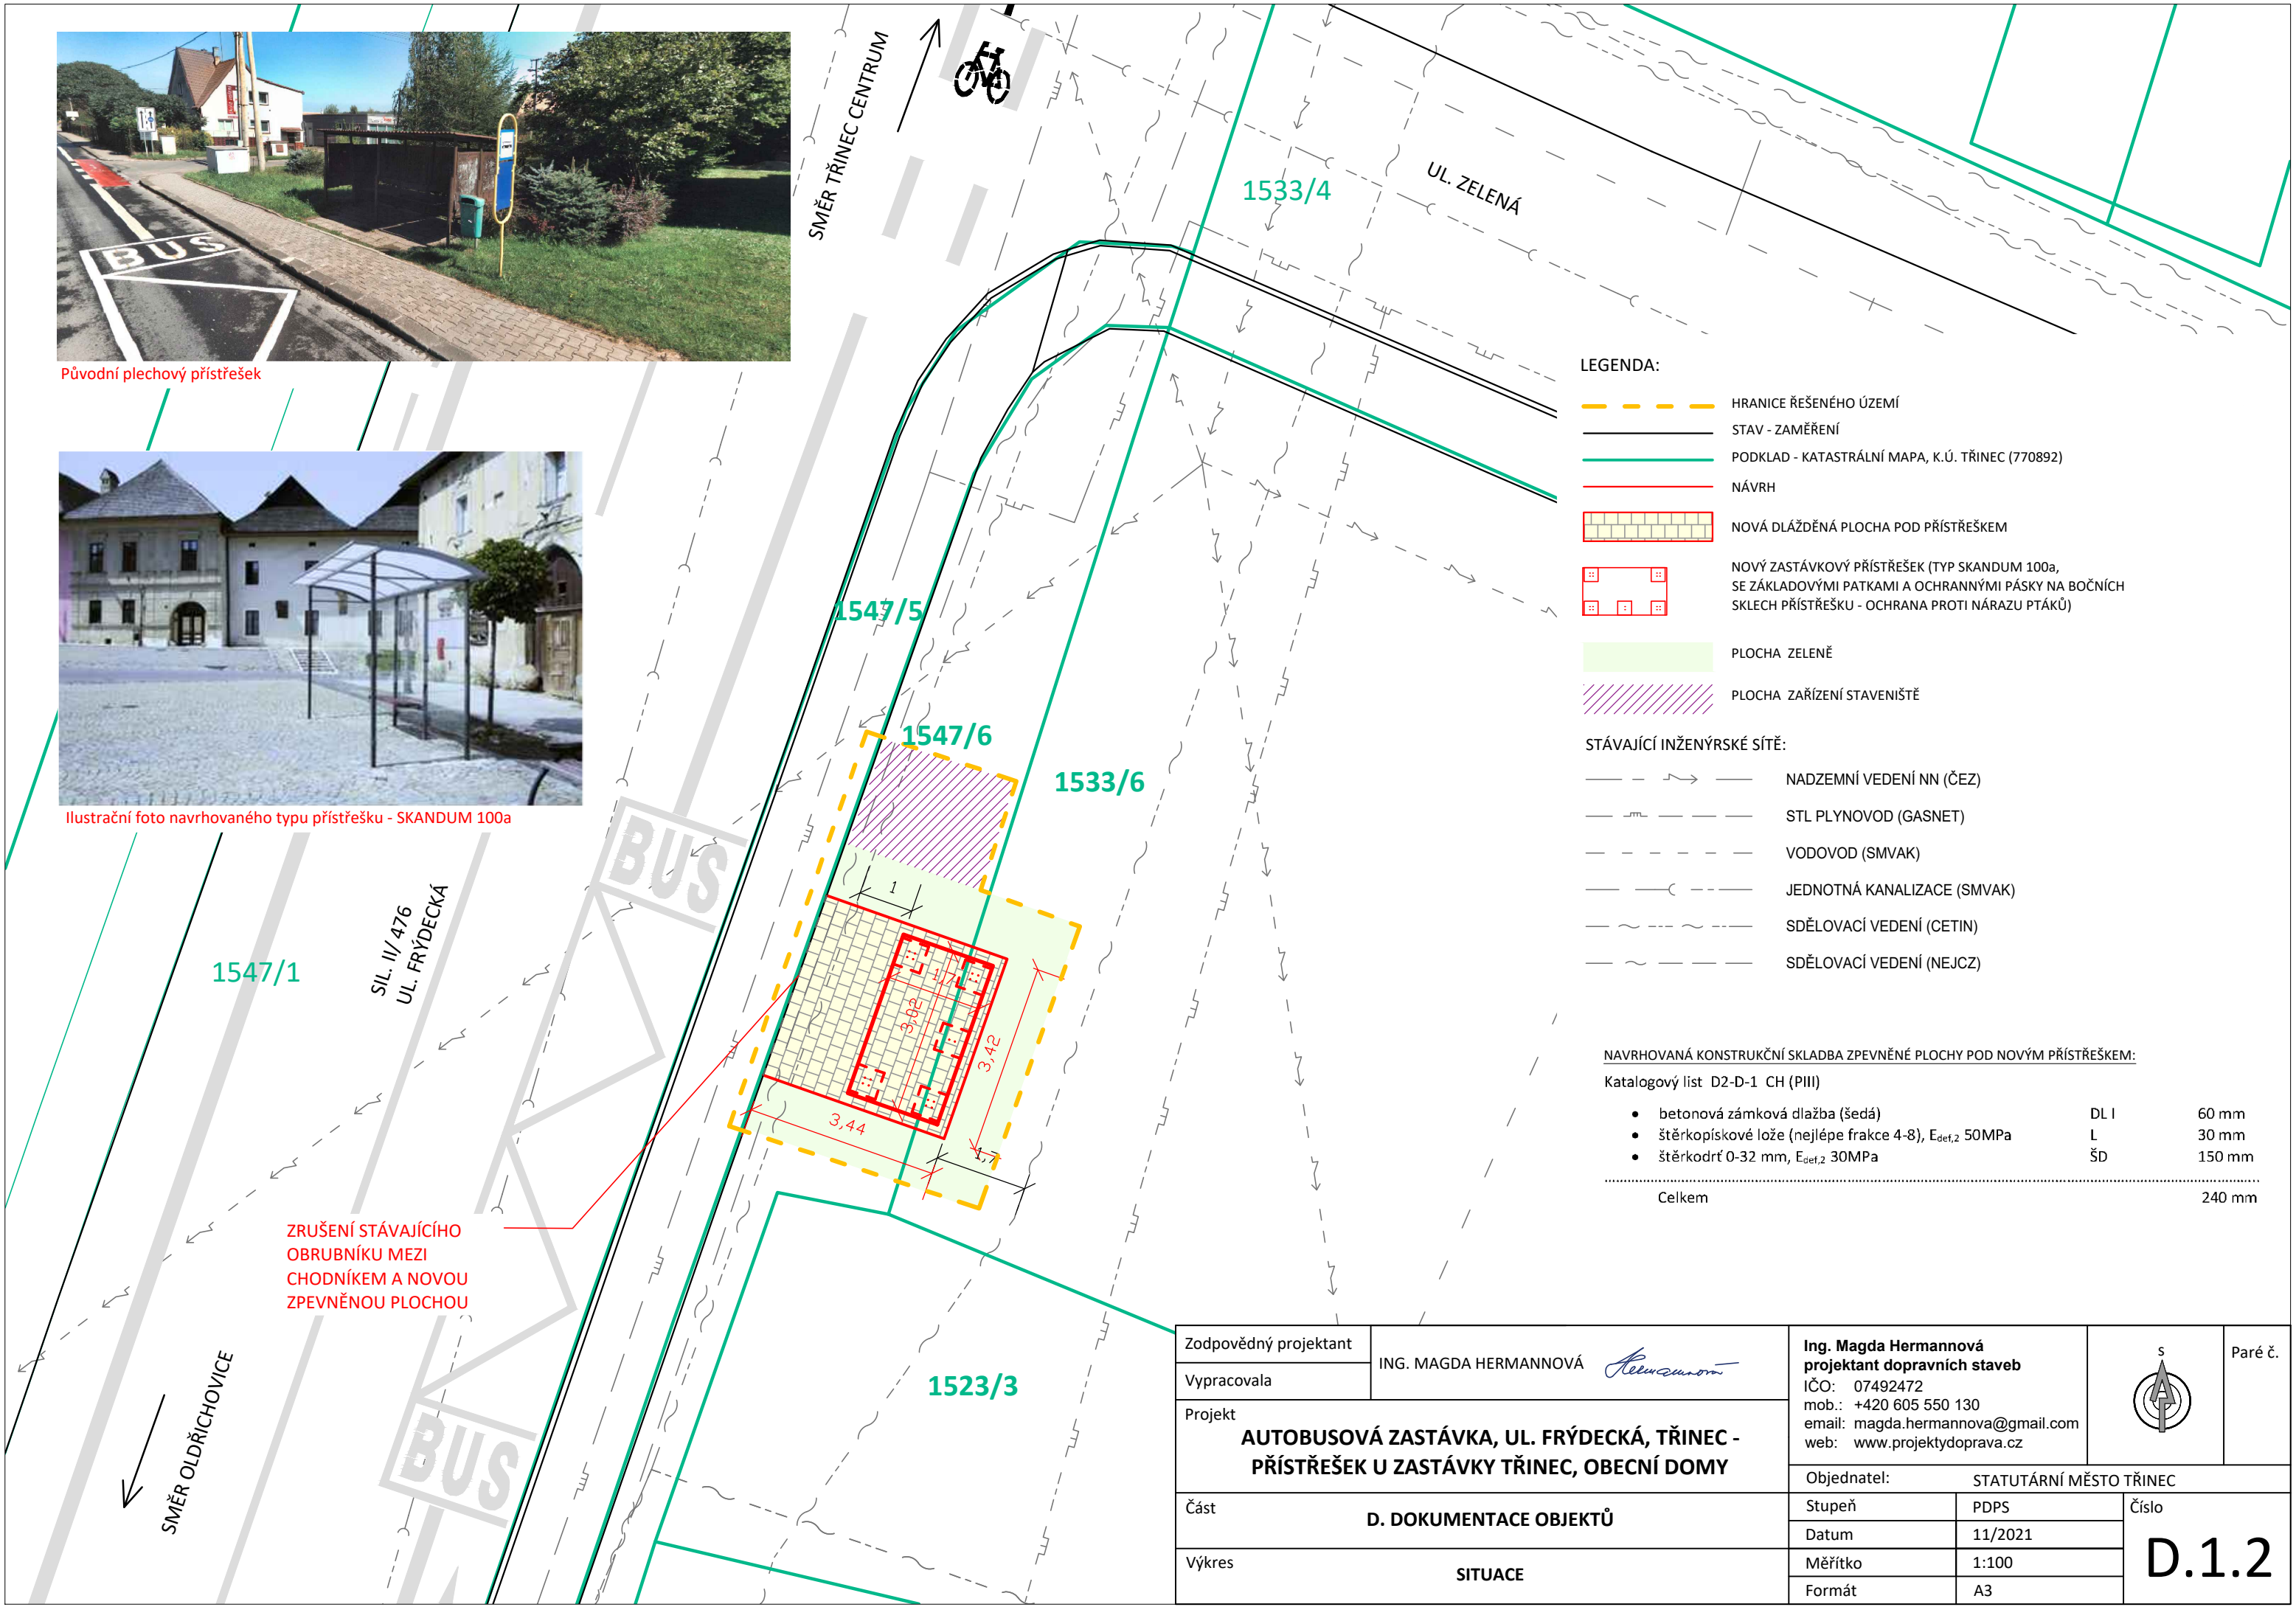 BUS
Původní plechový přístřešek
Ilustrační foto navrhovaného typu přístřešku - SKANDUM 100a
SMĚR TŘINEC CENTRUM
UL. ZELENÁ
1533/4
1547/5
1547/6
1533/6
1547/1
1523/3
SIL. II/ 476
UL. FRÝDECKÁ
BUS
BUS
SMĚR OLDŘICHOVICE
1
1,7
3,02
3,42
3,44
1,7
ZRUŠENÍ STÁVAJÍCÍHO
OBRUBNÍKU MEZI
CHODNÍKEM A NOVOU
ZPEVNĚNOU PLOCHOU
LEGENDA:
HRANICE ŘEŠENÉHO ÚZEMÍ
STAV - ZAMĚŘENÍ
PODKLAD - KATASTRÁLNÍ MAPA, K.Ú. TŘINEC (770892)
NÁVRH
NOVÁ DLÁŽDĚNÁ PLOCHA POD PŘÍSTŘEŠKEM
NOVÝ ZASTÁVKOVÝ PŘÍSTŘEŠEK (TYP SKANDUM 100a,
SE ZÁKLADOVÝMI PATKAMI A OCHRANNÝMI PÁSKY NA BOČNÍCH
SKLECH PŘÍSTŘEŠKU - OCHRANA PROTI NÁRAZU PTÁKŮ)
PLOCHA ZELENĚ
PLOCHA ZAŘÍZENÍ STAVENIŠTĚ
STÁVAJÍCÍ INŽENÝRSKÉ SÍTĚ:
NADZEMNÍ VEDENÍ NN (ČEZ)
STL PLYNOVOD (GASNET)
VODOVOD (SMVAK)
JEDNOTNÁ KANALIZACE (SMVAK)
SDĚLOVACÍ VEDENÍ (CETIN)
SDĚLOVACÍ VEDENÍ (NEJCZ)
NAVRHOVANÁ KONSTRUKČNÍ SKLADBA ZPEVNĚNÉ PLOCHY POD NOVÝM PŘÍSTŘEŠKEM:
Katalogový list D2-D-1 CH (PIII)
• betonová zámková dlažba (šedá) DL I 60 mm
• štěrkopískové lože (nejlépe frakce 4-8), Edef,2 50MPa L 30 mm
• štěrkodrť 0-32 mm, Edef,2 30MPa ŠD 150 mm
Celkem 240 mm
Zodpovědný projektant
Vypracovala
ING. MAGDA HERMANNOVÁ
Hermannová
Projekt
AUTOBUSOVÁ ZASTÁVKA, UL. FRÝDECKÁ, TŘINEC -
PŘÍSTŘEŠEK U ZASTÁVKY TŘINEC, OBECNÍ DOMY
Část
D. DOKUMENTACE OBJEKTŮ
Výkres
SITUACE
Ing. Magda Hermannová
projektant dopravních staveb
IČO: 07492472
mob.: +420 605 550 130
email: magda.hermannova@gmail.com
web: www.projektydoprava.cz
S
Paré č.
Objednatel: STATUTÁRNÍ MĚSTO TŘINEC
Stupeň PDPS
Datum 11/2021
Měřítko 1:100
Formát A3
Číslo
D.1.2